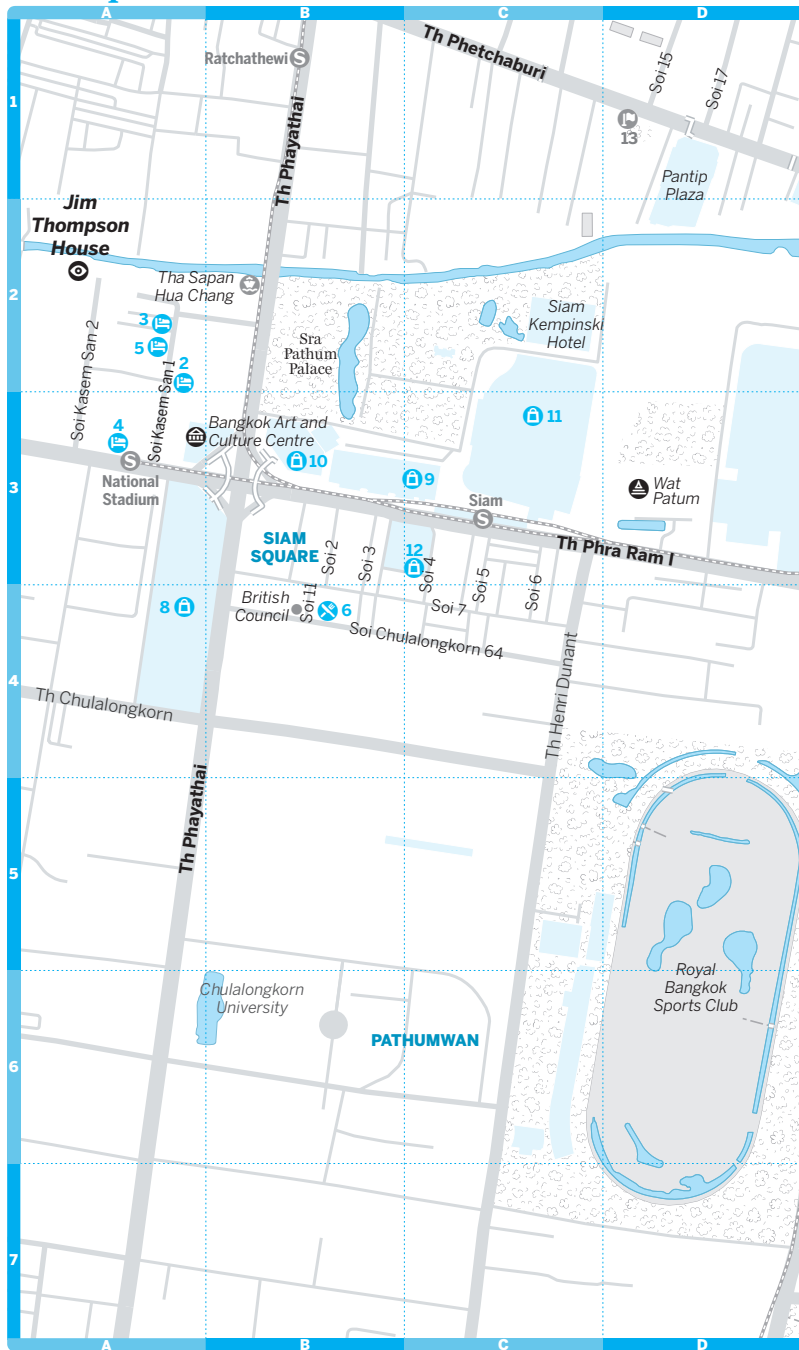 A
B
C
D
Ratchathewi
S
Th Phetchaburi
Soi 15
Soi 17
1
13
Th Phayathai
Pantip
Plaza
Jim
Thompson
House
Tha Sapan
Hua Chang
2
Siam
Kempinski
Hotel
Sra
Pathum
Palace
3
5
2
Soi Kasem San 2
Soi Kasem San 1
4
Bangkok Art and
Culture Centre
11
10
9
S
National
Stadium
3
Siam
S
Wat
Patum
SIAM
SQUARE
Soi 2
Soi 3
12
Soi 4
Soi 5
Soi 6
Th Phra Ram I
8
British
Council
Soi 11
6
Soi 7
Soi Chulalongkorn 64
Th Henri Dunant
4
Th Chulalongkorn
Th Phayathai
5
Royal
Bangkok
Sports Club
Chulalongkorn
University
PATHUMWAN
6
7
A
B
C
D